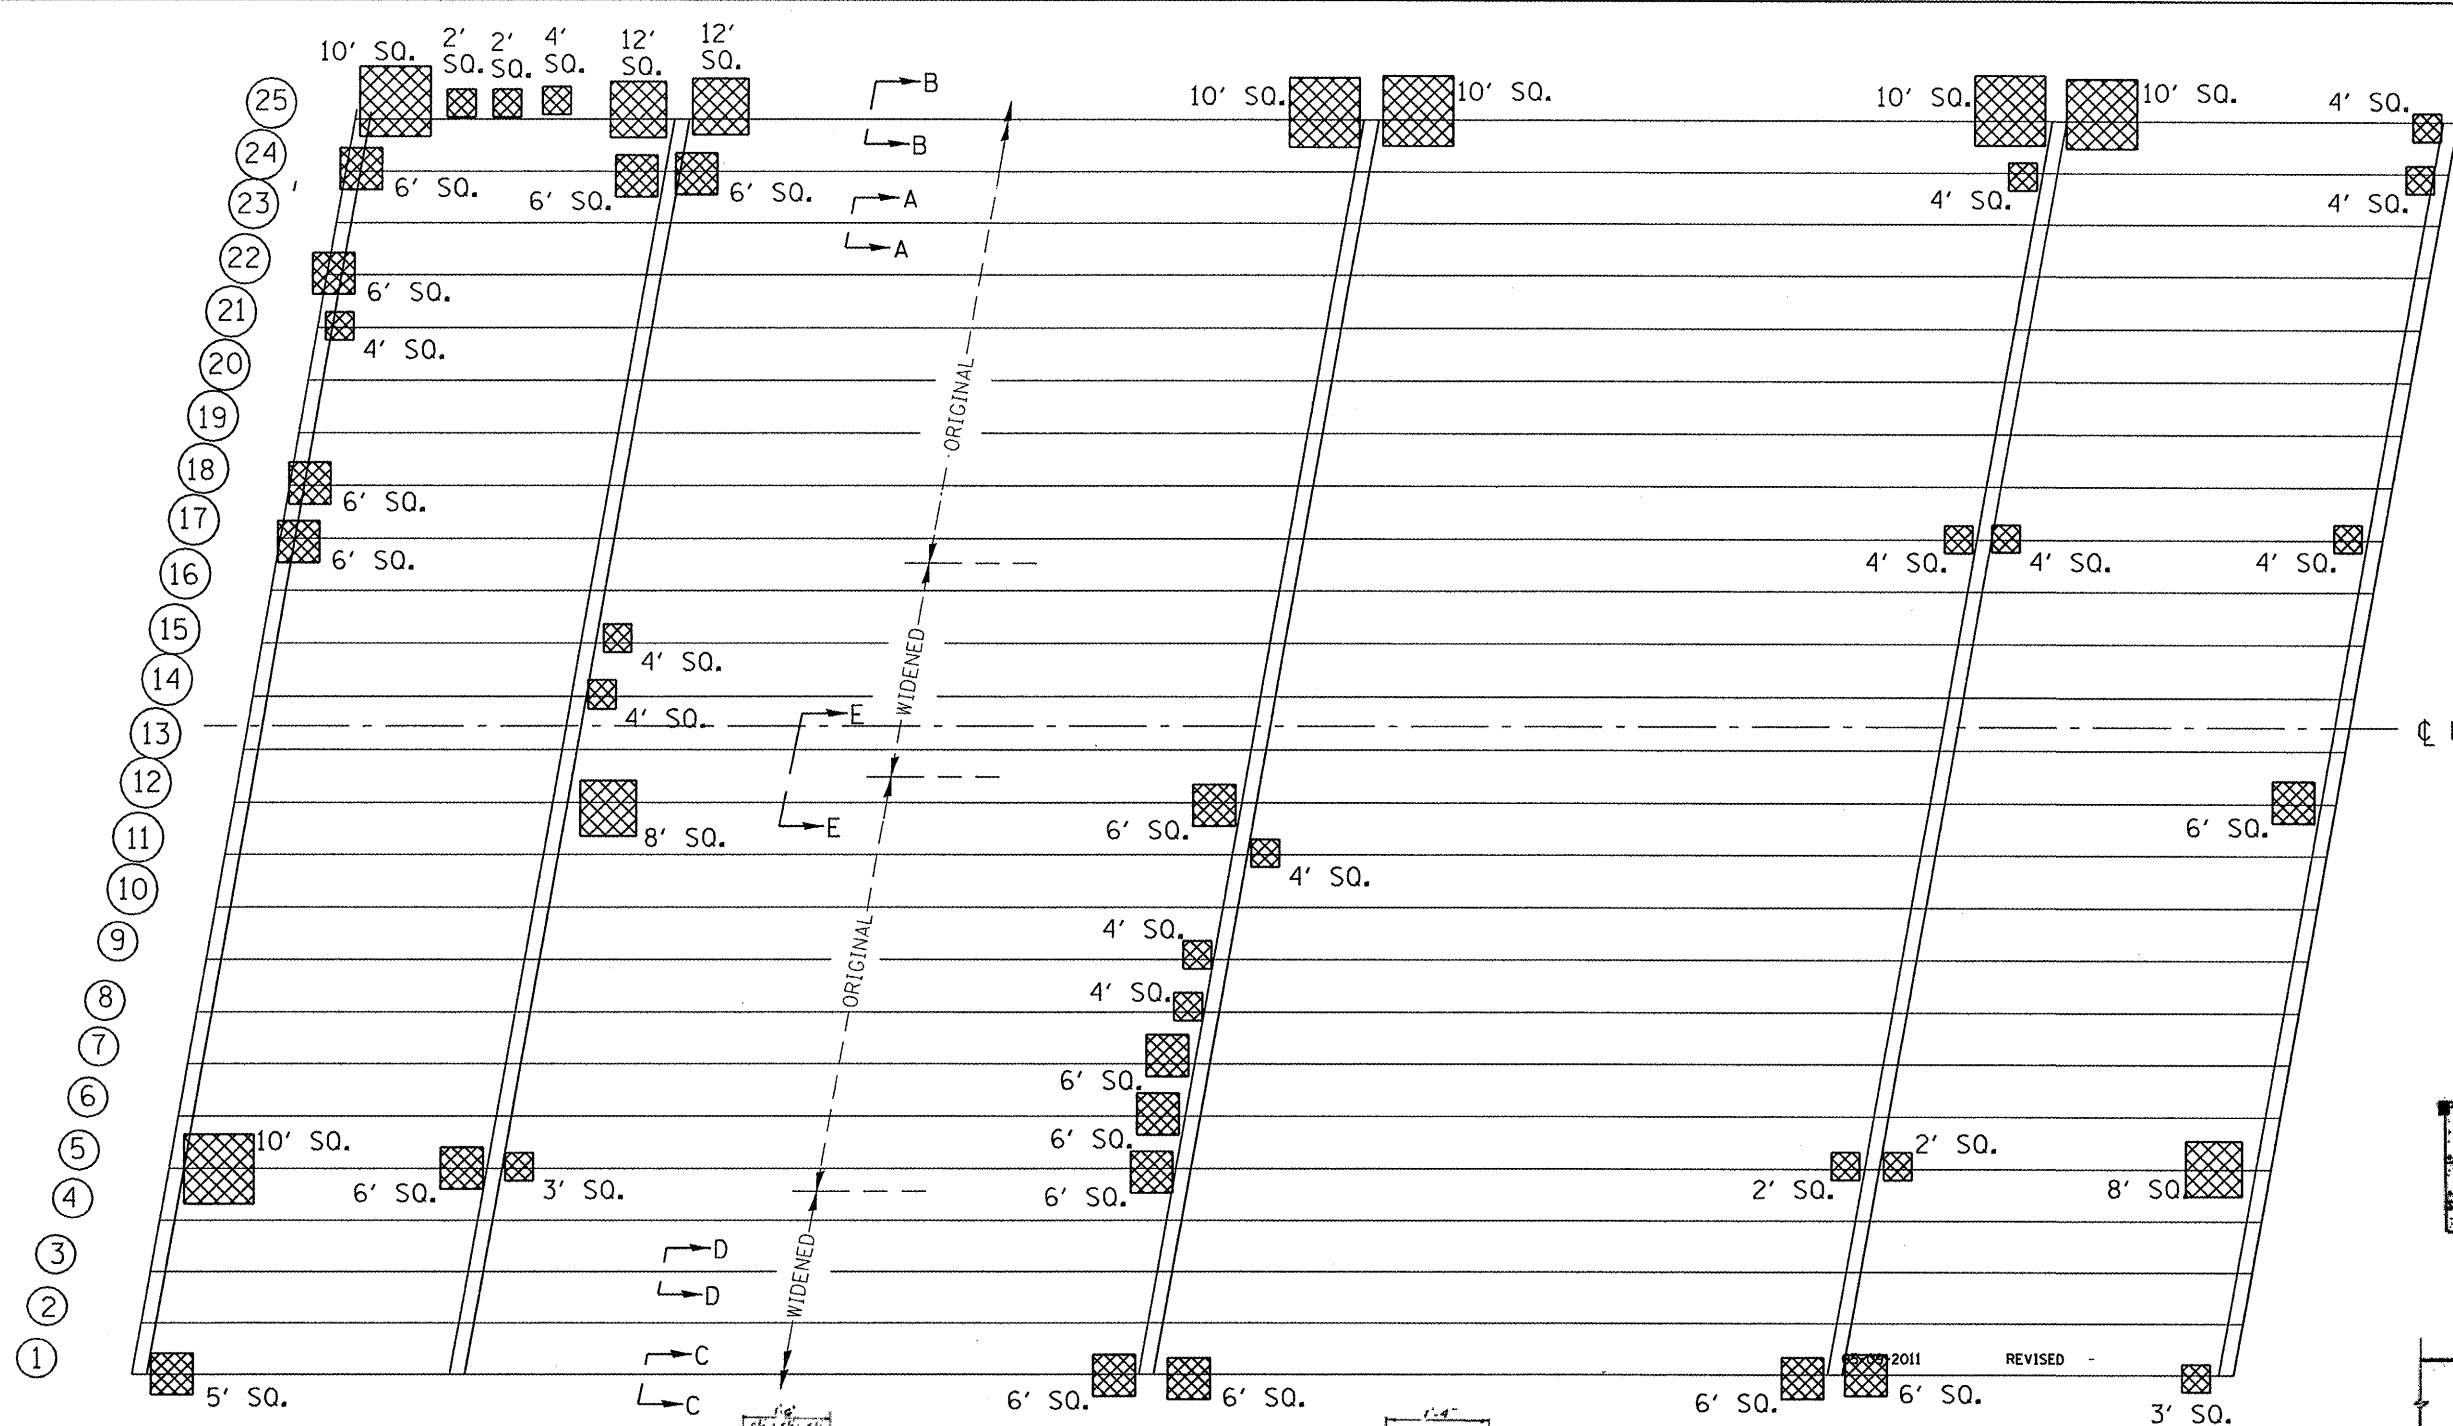 10' SQ.
2'
SQ.
2'
SQ.
4'
SQ.
12'
SQ.
12'
SQ.
B
B
10' SQ.
10' SQ.
10' SQ.
10' SQ.
4' SQ.
25
24
6' SQ.
6' SQ.
6' SQ.
4' SQ.
4' SQ.
23
A
A
22
6' SQ.
21
4' SQ.
20
ORIGINAL
19
18
6' SQ.
17
6' SQ.
4' SQ.
4' SQ.
4' SQ.
16
15
4' SQ.
WIDENED
14
4' SQ.
E
13
℄
12
E
8' SQ.
6' SQ.
6' SQ.
11
4' SQ.
10
9
4' SQ.
ORIGINAL
8
4' SQ.
7
6' SQ.
6
6' SQ.
5
10' SQ.
6' SQ.
3' SQ.
6' SQ.
2' SQ.
2' SQ.
8' SQ.
4
3
D
D
WIDENED
2
1
C
C
5' SQ.
6' SQ.
6' SQ.
6' SQ.
6' SQ.
2011 REVISED -
3' SQ.
1'-4"